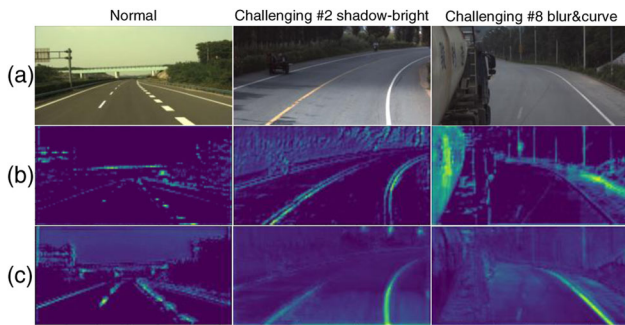 Normal
Challenging #2 shadow-bright
Challenging #8 blur&curve
(a)
(b)
(c)